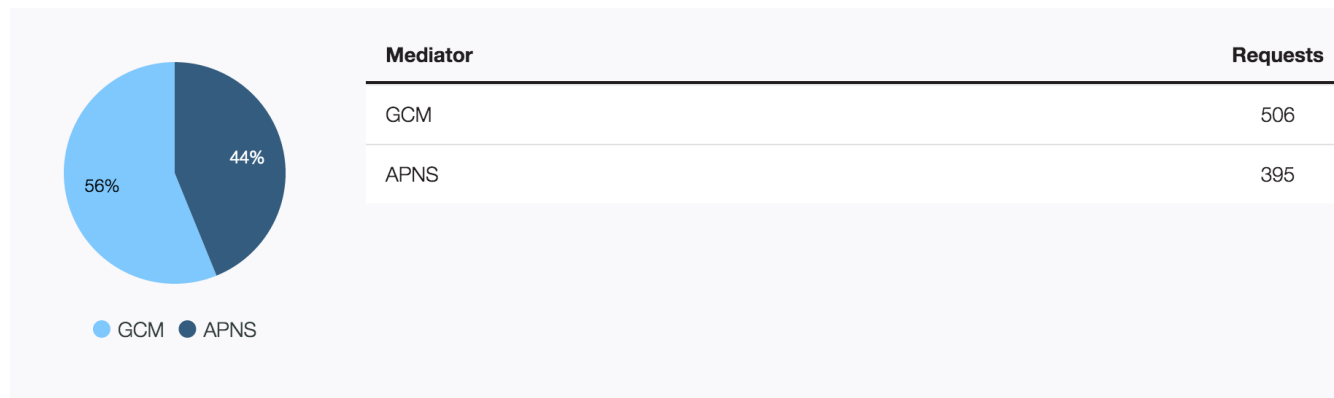 44%
56%
GCM APNS
Mediator Requests
GCM 506
APNS 395